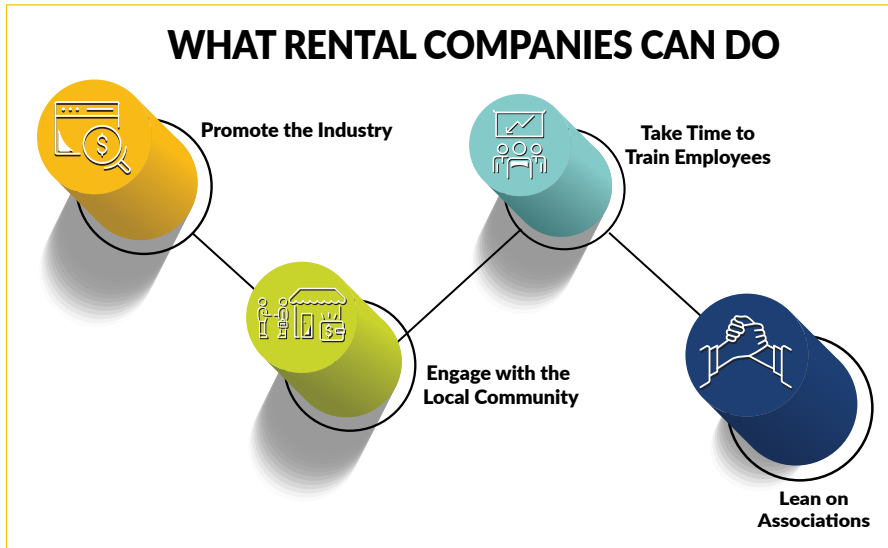 WHAT RENTAL COMPANIES CAN DO
Promote the Industry
$
Engage with the
Local Community
$
Take Time to
Train Employees
Lean on
Associations